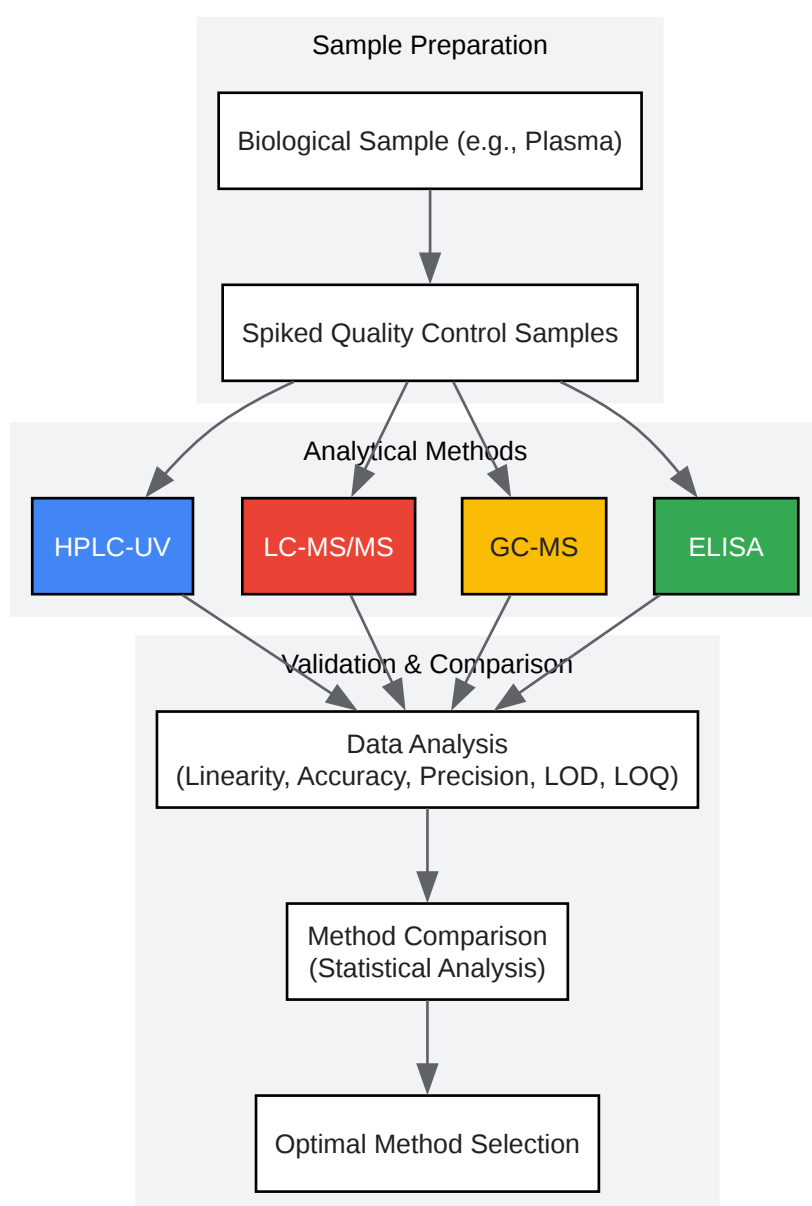 Sample Preparation
Biological Sample (e.g., Plasma)
Spiked Quality Control Samples
Analytical Methods
HPLC-UV
LC-MS/MS
GC-MS
ELISA
Validation & Comparison
Data Analysis
(Linearity, Accuracy, Precision, LOD, LOQ)
Method Comparison
(Statistical Analysis)
Optimal Method Selection